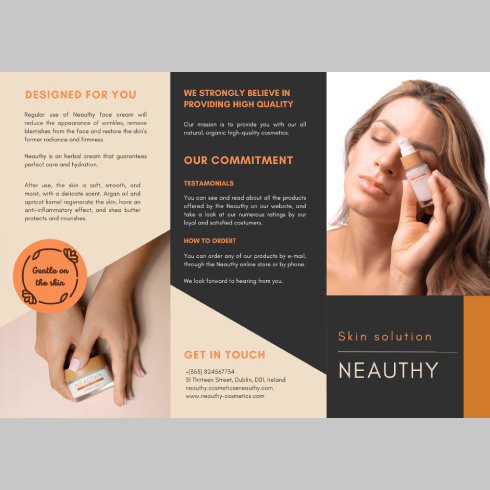 DESIGNED FOR YOU
Regular use of Neauthy face cream will
reduce the appearance of wrinkles, remove
blemishes from the face and restore the skin's
former radiance and firmness.
Neauthy is an herbal cream that guarantees
perfect care and hydration.
After use, the skin is soft, smooth, and
moist, with a delicate scent. Argan oil and
apricot kernel regenerate the skin, have an
anti-inflammatory effect, and shea butter
protects and nourishes.
Gentle on
the skin
WE STRONGLY BELIEVE IN
PROVIDING HIGH QUALITY
Our mission is to provide you with our all
natural, organic high-quality cosmetics.
OUR COMMITMENT
TESTAMONIALS
You can see and read about all the products
offered by the Neauthy on our website, and
take a look at our numerous ratings by our
loyal and satisfied costumers.
HOW TO ORDER?
You can order any of our products by e-mail,
through the Neauthy online store or by phone.
We look forward to hearing from you.
GET IN TOUCH
+(353) 824567734
31 Thirteen Street, Dublin, D01, Ireland
neauthy.cosmetics@neauthy.com
www.neauthy-cosmetics.com
Skin solution
NEAUTHY